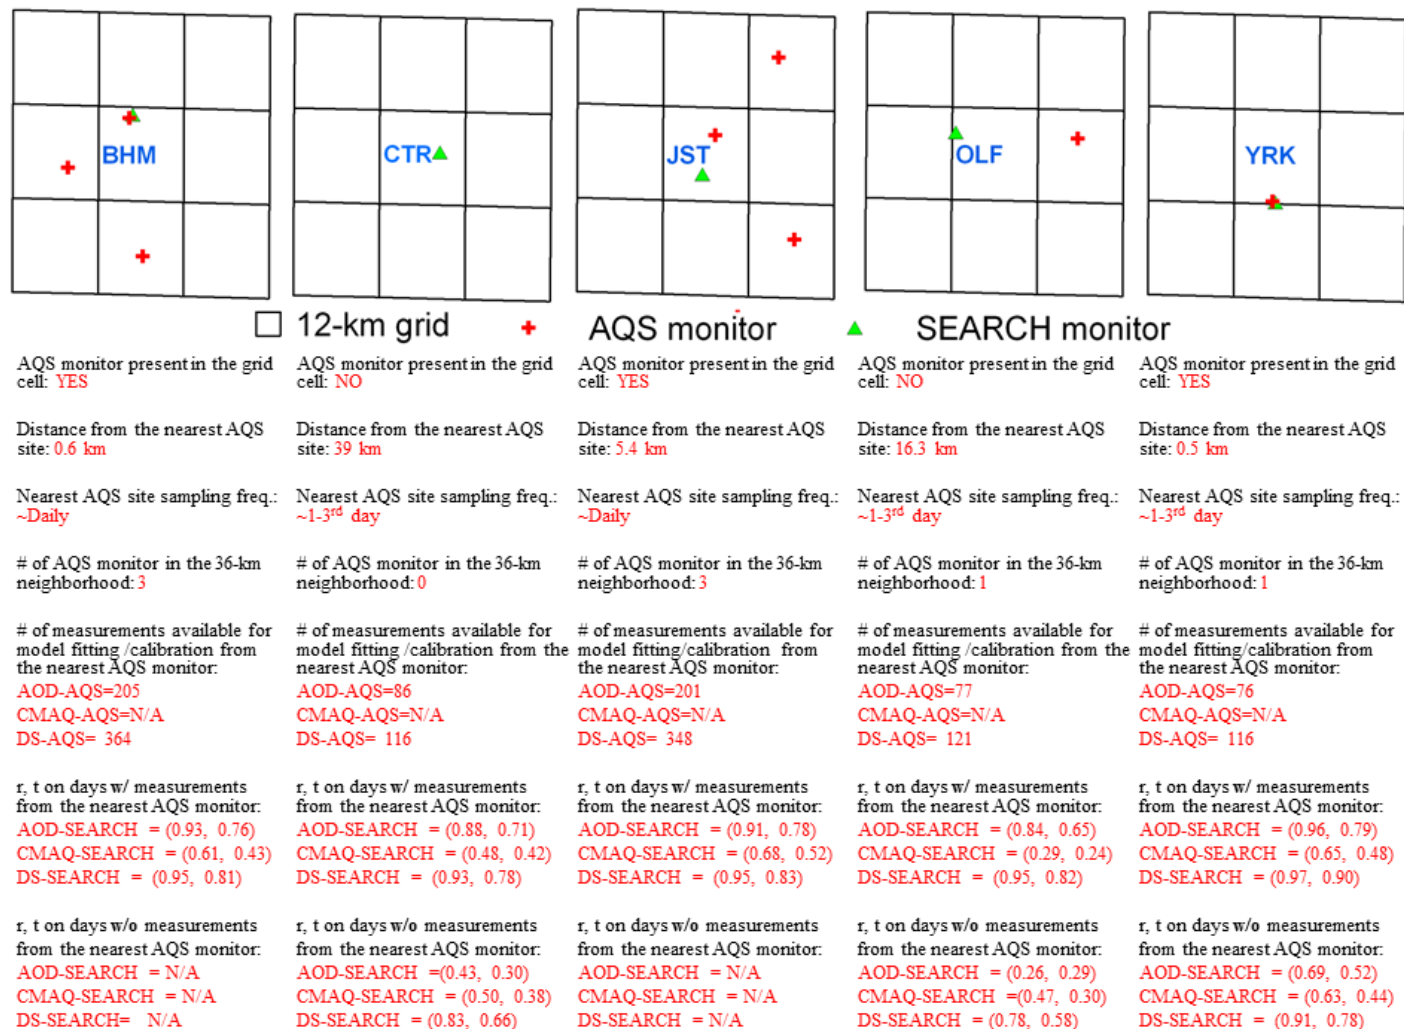 BHM
CTR
JST
OLF
YRK
12-km grid
AQS monitor
SEARCH monitor
AQS monitor present in the grid
cell: YES
Distance from the nearest AQS
site: 0.6 km
Nearest AQS site sampling freq.:
~Daily
# of AQS monitor in the 36-km
neighborhood: 3
# of measurements available for
model fitting /calibration from
the nearest AQS monitor:
AOD-AQS=205
CMAQ-AQS=N/A
DS-AQS= 364
r, t on days w/ measurements
from the nearest AQS monitor:
AOD-SEARCH = (0.93, 0.76)
CMAQ-SEARCH = (0.61, 0.43)
DS-SEARCH = (0.95, 0.81)
r, t on days w/o measurements
from the nearest AQS monitor:
AOD-SEARCH = N/A
CMAQ-SEARCH = N/A
DS-SEARCH= N/A
AQS monitor present in the grid
cell: NO
Distance from the nearest AQS
site: 39 km
Nearest AQS site sampling freq.:
~1-3rd day
# of AQS monitor in the 36-km
neighborhood: 0
# of measurements available for
model fitting /calibration from the
nearest AQS monitor:
AOD-AQS=86
CMAQ-AQS=N/A
DS-AQS= 116
r, t on days w/ measurements
from the nearest AQS monitor:
AOD-SEARCH = (0.88, 0.71)
CMAQ-SEARCH = (0.48, 0.42)
DS-SEARCH = (0.93, 0.78)
r, t on days w/o measurements
from the nearest AQS monitor:
AOD-SEARCH =(0.43, 0.30)
CMAQ-SEARCH = (0.50, 0.38)
DS-SEARCH = (0.83, 0.66)
AQS monitor present in the grid
cell: YES
Distance from the nearest AQS
site: 5.4 km
Nearest AQS site sampling freq.:
~Daily
# of AQS monitor in the 36-km
neighborhood: 3
# of measurements available for
model fitting/calibration from
the nearest AQS monitor:
AOD-AQS=201
CMAQ-AQS=N/A
DS-AQS= 348
r, t on days w/ measurements
from the nearest AQS monitor:
AOD-SEARCH = (0.91, 0.78)
CMAQ-SEARCH = (0.68, 0.52)
DS-SEARCH = (0.95, 0.83)
r, t on days w/o measurements
from the nearest AQS monitor:
AOD-SEARCH = N/A
CMAQ-SEARCH = N/A
DS-SEARCH = N/A
AQS monitor present in the grid
cell: NO
Distance from the nearest AQS
site: 16.3 km
Nearest AQS site sampling freq.:
~1-3rd day
# of AQS monitor in the 36-km
neighborhood: 1
# of measurements available for
model fitting /calibration from the
nearest AQS monitor:
AOD-AQS=77
CMAQ-AQS=N/A
DS-AQS= 121
r, t on days w/ measurements
from the nearest AQS monitor:
AOD-SEARCH = (0.84, 0.65)
CMAQ-SEARCH = (0.29, 0.24)
DS-SEARCH = (0.95, 0.82)
r, t on days w/o measurements
from the nearest AQS monitor:
AOD-SEARCH = (0.26, 0.29)
CMAQ-SEARCH =(0.47, 0.30)
DS-SEARCH = (0.78, 0.58)
AQS monitor present in the grid
cell: YES
Distance from the nearest AQS
site: 0.5 km
Nearest AQS site sampling freq.:
~1-3rd day
# of AQS monitor in the 36-km
neighborhood: 1
# of measurements available for
model fitting/calibration from
the nearest AQS monitor:
AOD-AQS=76
CMAQ-AQS=N/A
DS-AQS= 116
r, t on days w/ measurements
from the nearest AQS monitor:
AOD-SEARCH = (0.96, 0.79)
CMAQ-SEARCH = (0.65, 0.48)
DS-SEARCH = (0.97, 0.90)
r, t on days w/o measurements
from the nearest AQS monitor:
AOD-SEARCH = (0.69, 0.52)
CMAQ-SEARCH = (0.63, 0.44)
DS-SEARCH = (0.91, 0.78)